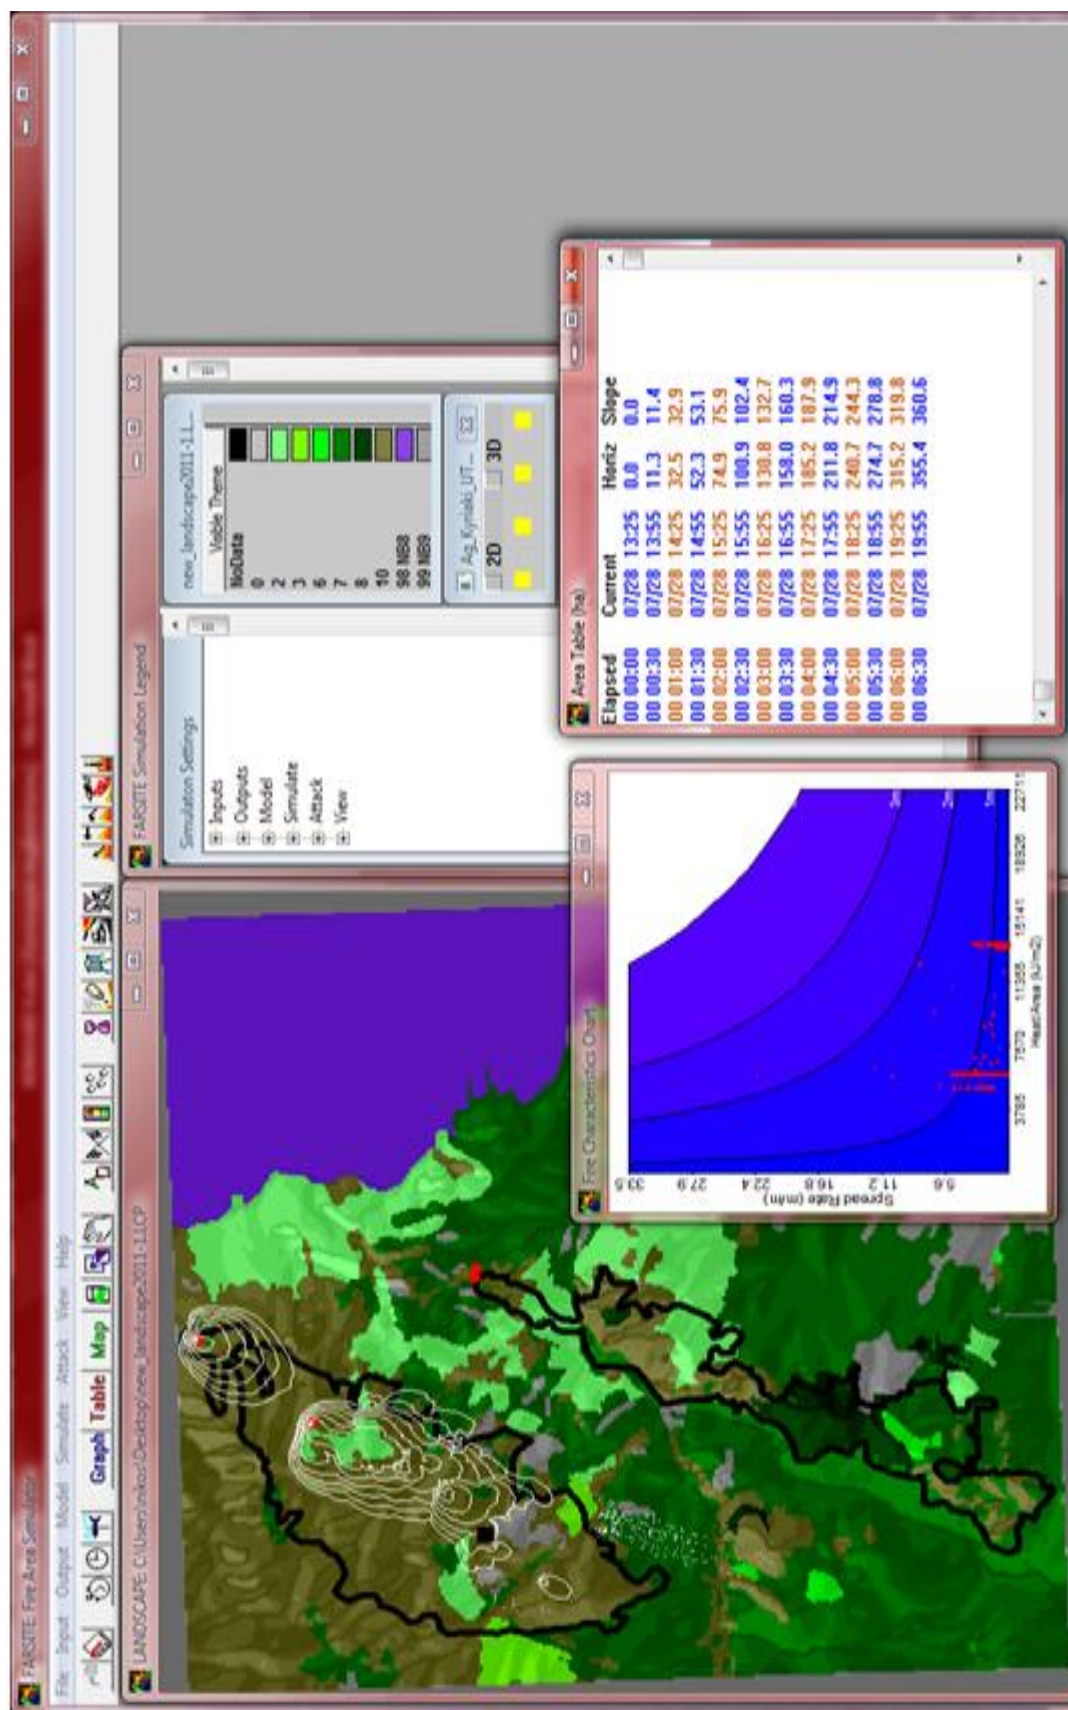 FARSITE: Fire Area Simulator
File Input Output Model Simulate Attack View Help
Graph Table Map
LANDSCAPE C:\Users\nikos\Desktop\new_landscape2011-1.LCP
FARSITE Simulation Legend
Simulation Settings
Inputs
Outputs
Model
Simulate
Attack
View
new_landscape2011-1.L...
Visible Theme
NoData
0
2
3
6
7
8
10
98 NB8
99 NB9
Ag_Kyriaki_UT...
2D 3D
Fire Characteristics Chart
Spread Rate (m/m)
33.5
27.9
22.4
16.8
11.2
5.6
3785 7570 11355 15141 18926 22711
Heat/Area (kJ/m2)
Area Table (ha)
Elapsed Current Horiz Slope
00 00:00 07/28 13:25 0.0 0.0
00 00:30 07/28 13:55 11.3 11.4
00 01:00 07/28 14:25 32.5 32.9
00 01:30 07/28 14:55 52.3 53.1
00 02:00 07/28 15:25 74.9 75.9
00 02:30 07/28 15:55 100.9 102.4
00 03:00 07/28 16:25 130.8 132.7
00 03:30 07/28 16:55 158.0 160.3
00 04:00 07/28 17:25 185.2 187.9
00 04:30 07/28 17:55 211.8 214.9
00 05:00 07/28 18:25 240.7 244.3
00 05:30 07/28 18:55 274.7 278.8
00 06:00 07/28 19:25 315.2 319.8
00 06:30 07/28 19:55 355.4 360.6